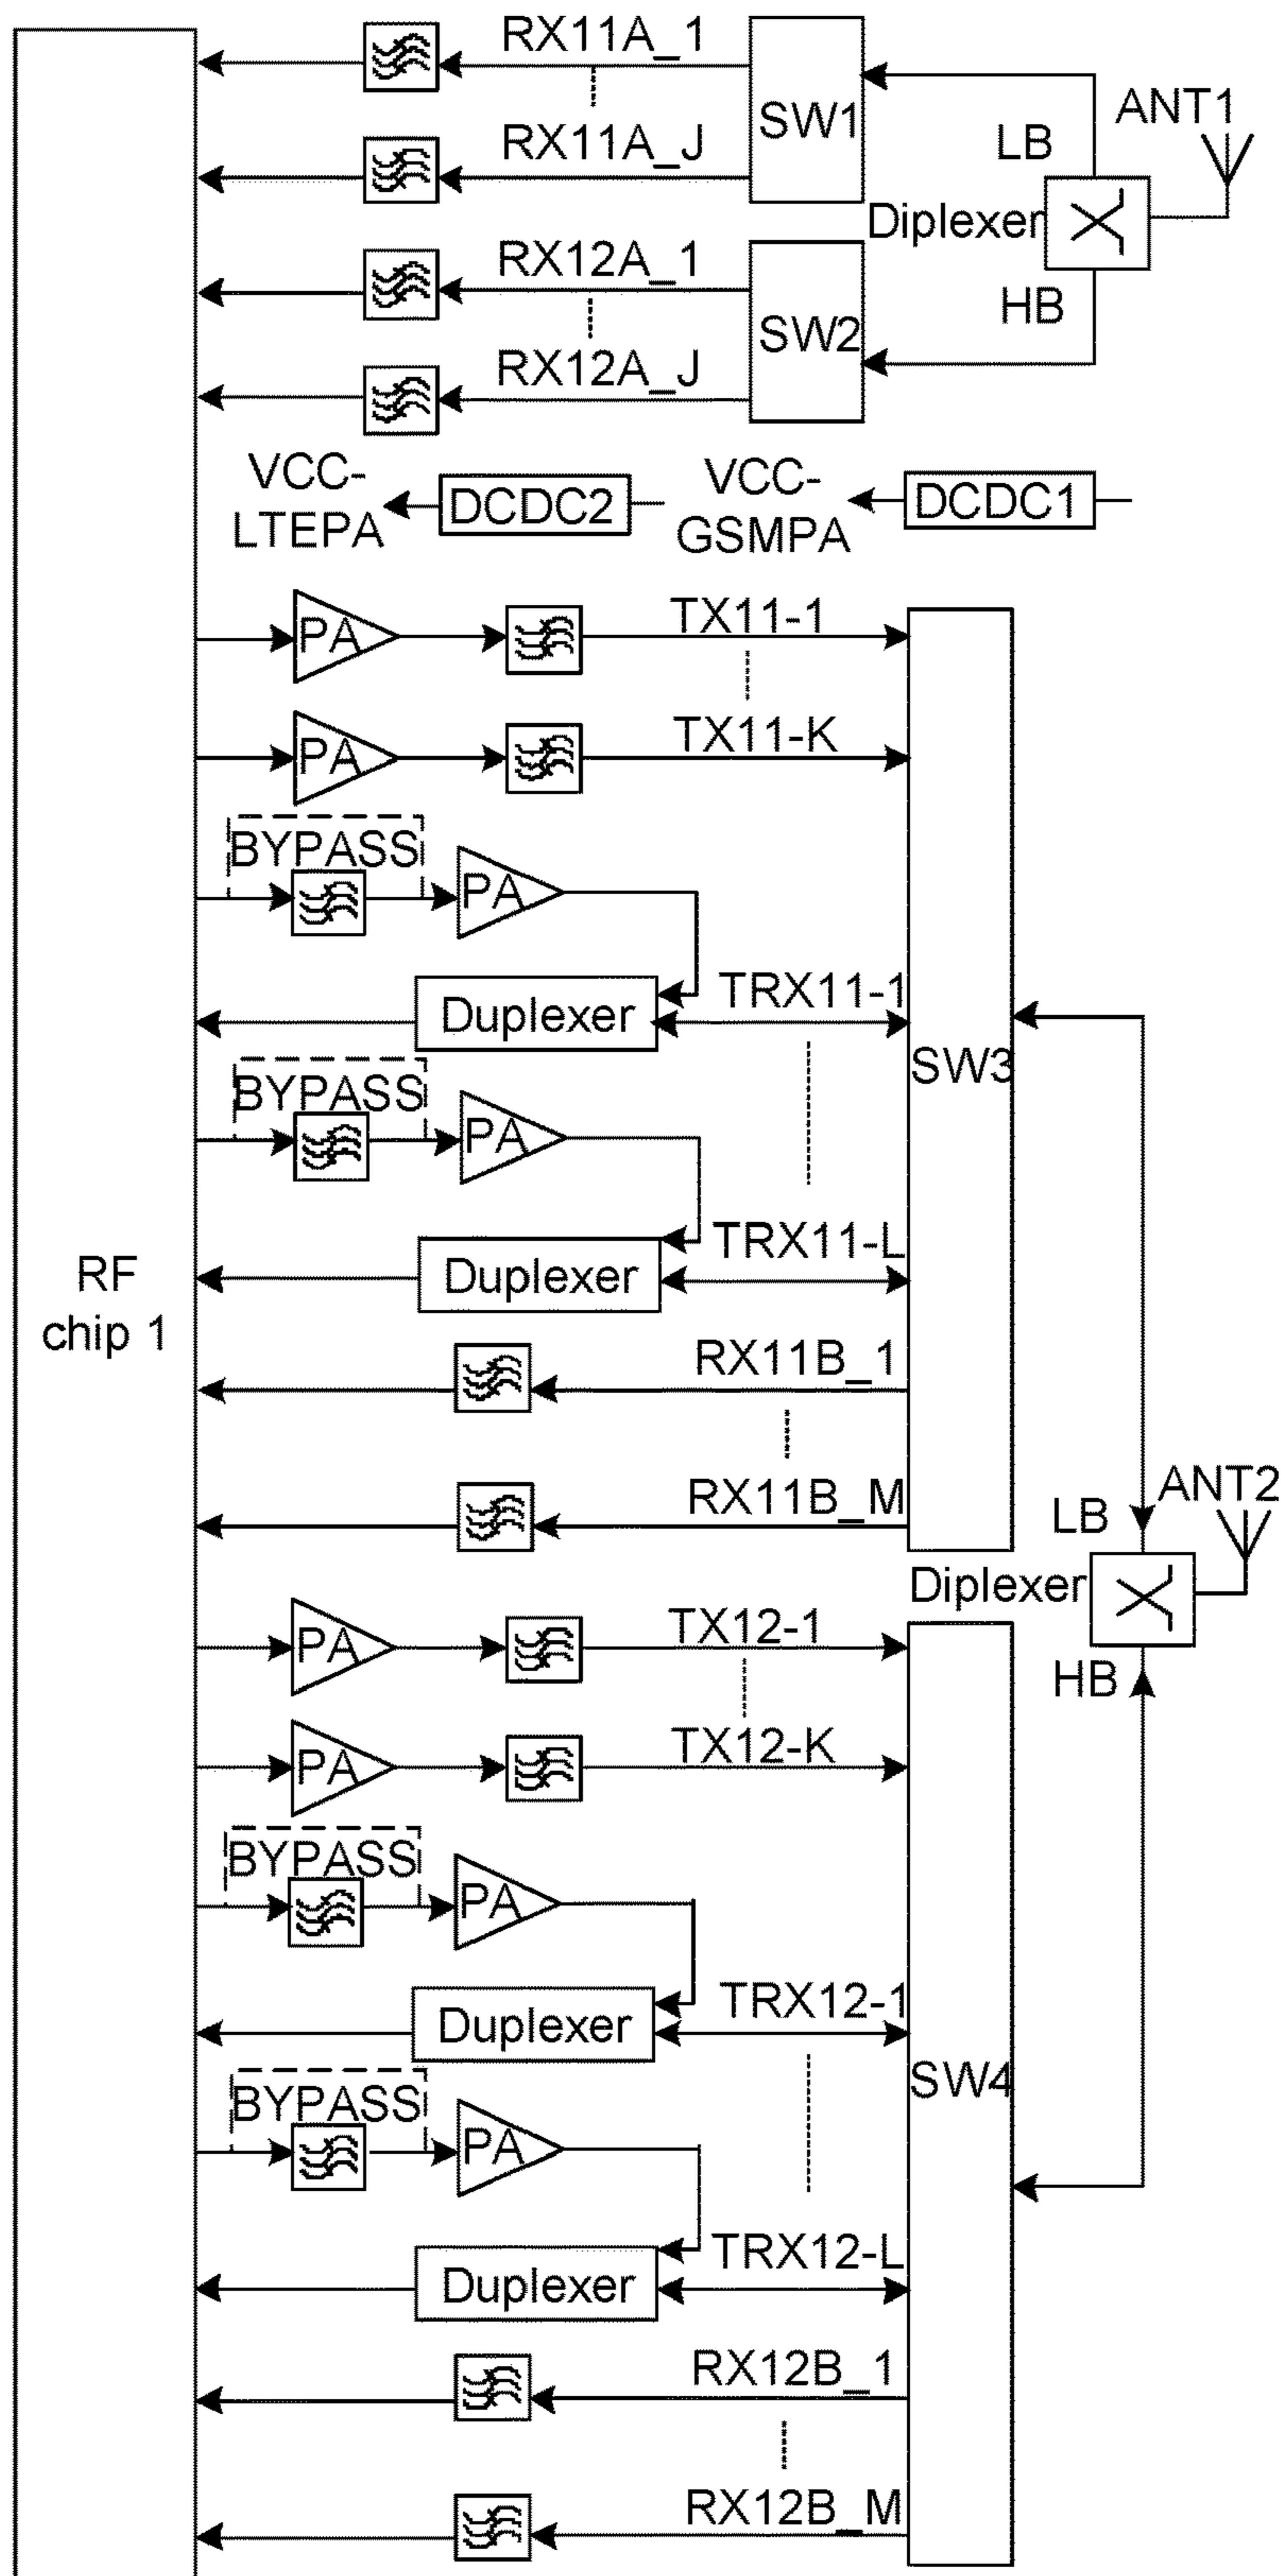 RX11A_1
SW1
ANT1
RX11A_J
LB
Diplexer
RX12A_1
HB
SW2
RX12A_J
VCC-
LTEPA
DCDC2
VCC-
GSMPA
DCDC1
PA
TX11-1
PA
TX11-K
BYPASS
PA
TRX11-1
Duplexer
SW3
BYPASS
PA
TRX11-L
Duplexer
RF
chip 1
RX11B_1
RX11B_M
LB
ANT2
Diplexer
PA
TX12-1
HB
PA
TX12-K
BYPASS
PA
TRX12-1
Duplexer
SW4
BYPASS
PA
TRX12-L
Duplexer
RX12B_1
RX12B_M